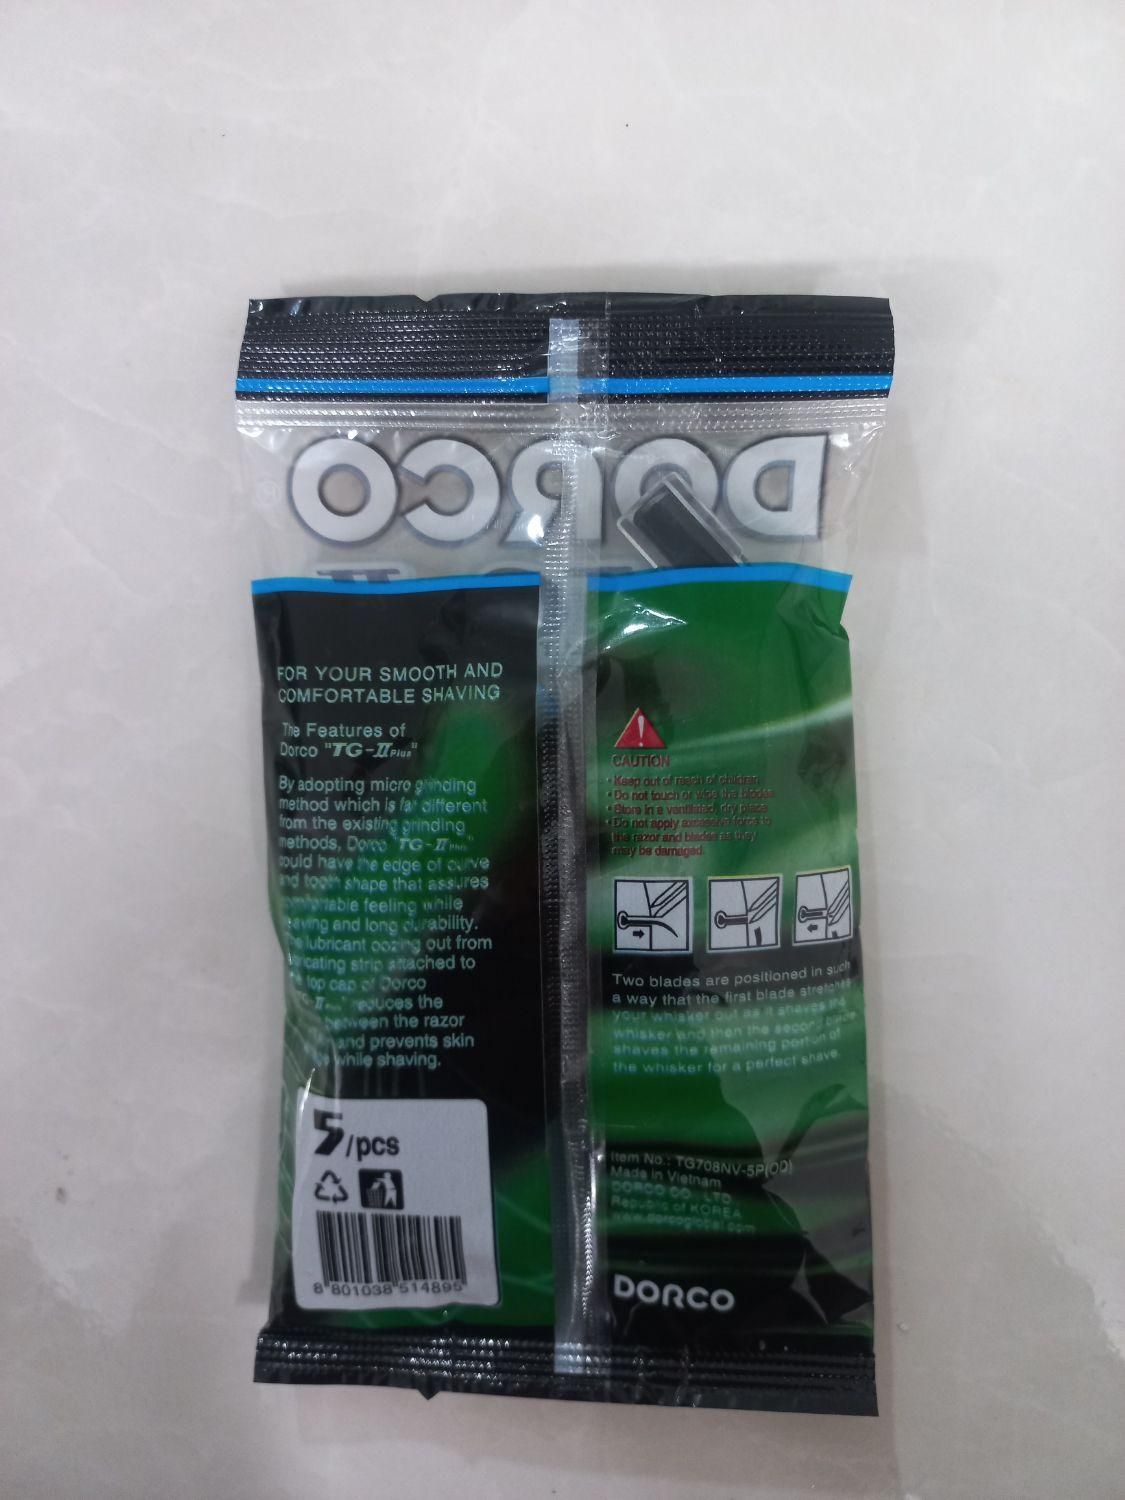 DORCO
II
FOR YOUR SMOOTH AND
COMFORTABLE SHAVING
The Features of
Dorco "TG-II Plus"
By adopting micro grinding
method which is far different
from the existing grinding
methods, Dorco "TG-II Plus"
could have the edge of curve
and tooth shape that assures
comfortable feeling while
shaving and long durability.
The lubricant oozing out from
lubricating strip attached to
top cap of Dorco
reduces the
between the razor
and prevents skin
while shaving.
5/pcs
8 801038 514895
CAUTION
• Keep out of reach of children
• Do not touch or wipe the blades
• Store in a ventilated, dry place
• Do not apply excessive force to
the razor and blades as they
may be damaged.
Two blades are positioned in such
a way that the first blade stretches
your whisker out as it shaves the
whisker and then the second blade
shaves the remaining portion of
the whisker for a perfect shave.
Item No.: TG708NV-5P(OD)
Made in Vietnam
DORCO CO., LTD.
Republic of KOREA
www.dorcoglobal.com
DORCO